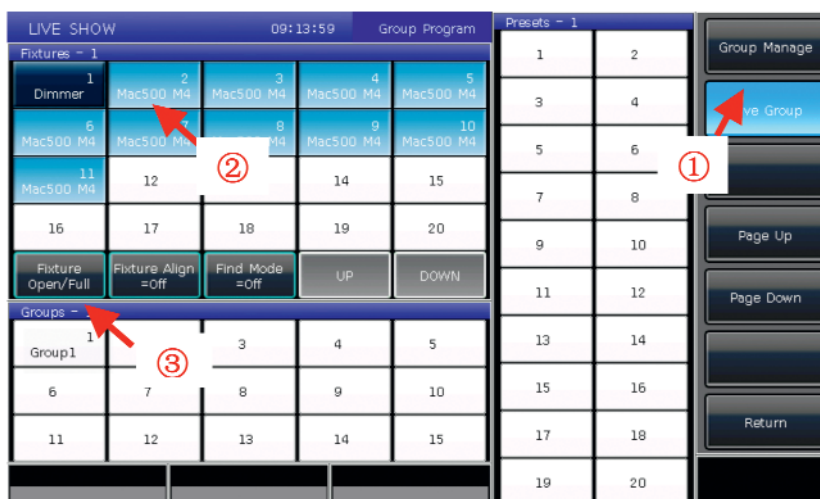 LIVE SHOW 09:13:59 Group Program
Fixtures - 1
1 2 3 4 5
Dimmer Mac500 M4 Mac500 M4 Mac500 M4 Mac500 M4
6 7 8 9 10
Mac500 M4 Mac500 M4 M4 Mac500 M4 Mac500 M4
11
Mac500 M4
12 14 15
16 17 18 19 20
Fixture Fixture Align Find Mode UP DOWN
Open/Full =Off =Off
Groups -
1
Group1
3 4 5
6 7 8 9 10
11 12 13 14 15
②
③
Presets - 1
1 2
3 4
5 6
7 8
9 10
11 12
13 14
15 16
17 18
19 20
Group Manage
Group
①
Page Up
Page Down
Return